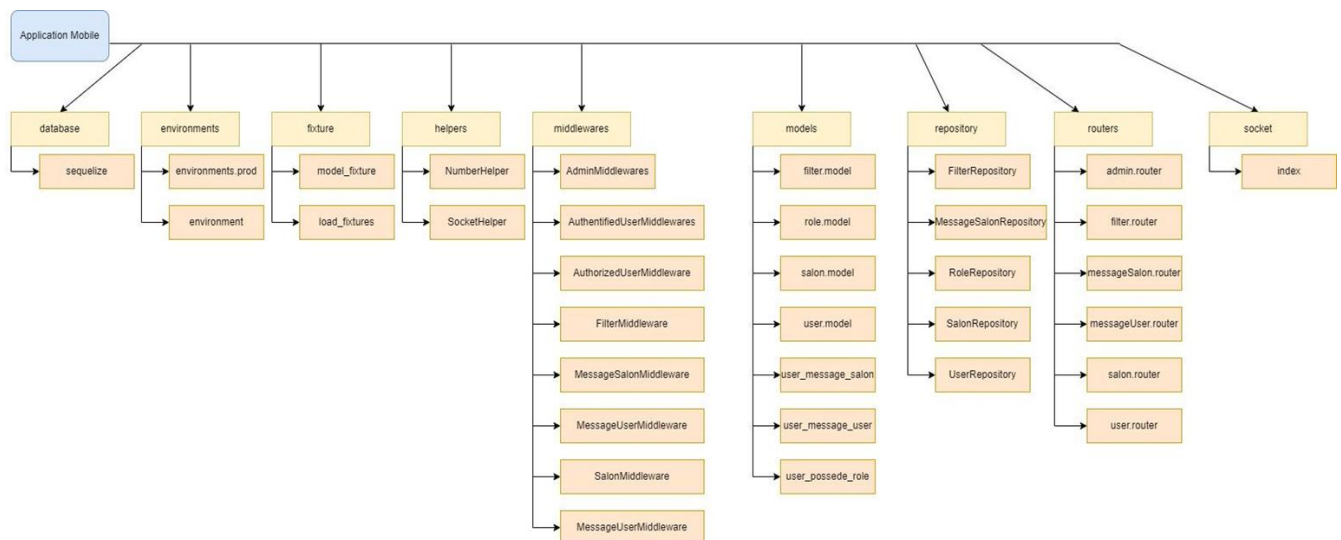 Application Mobile
database
environments
fixture
helpers
middlewares
models
repository
routers
socket
sequelize
environments.prod
model_fixture
NumberHelper
AdminMiddlewares
filter.model
FilterRepository
admin.router
index
environment
load_fixtures
SocketHelper
AuthentifiedUserMiddlewares
role.model
MessageSalonRepository
filter.router
AuthorizedUserMiddleware
salon.model
RoleRepository
messageSalon.router
FilterMiddleware
user.model
SalonRepository
messageUser.router
MessageSalonMiddleware
user_message_salon
UserRepository
salon.router
MessageUserMiddleware
user_message_user
user.router
SalonMiddleware
user_possede_role
MessageUserMiddleware